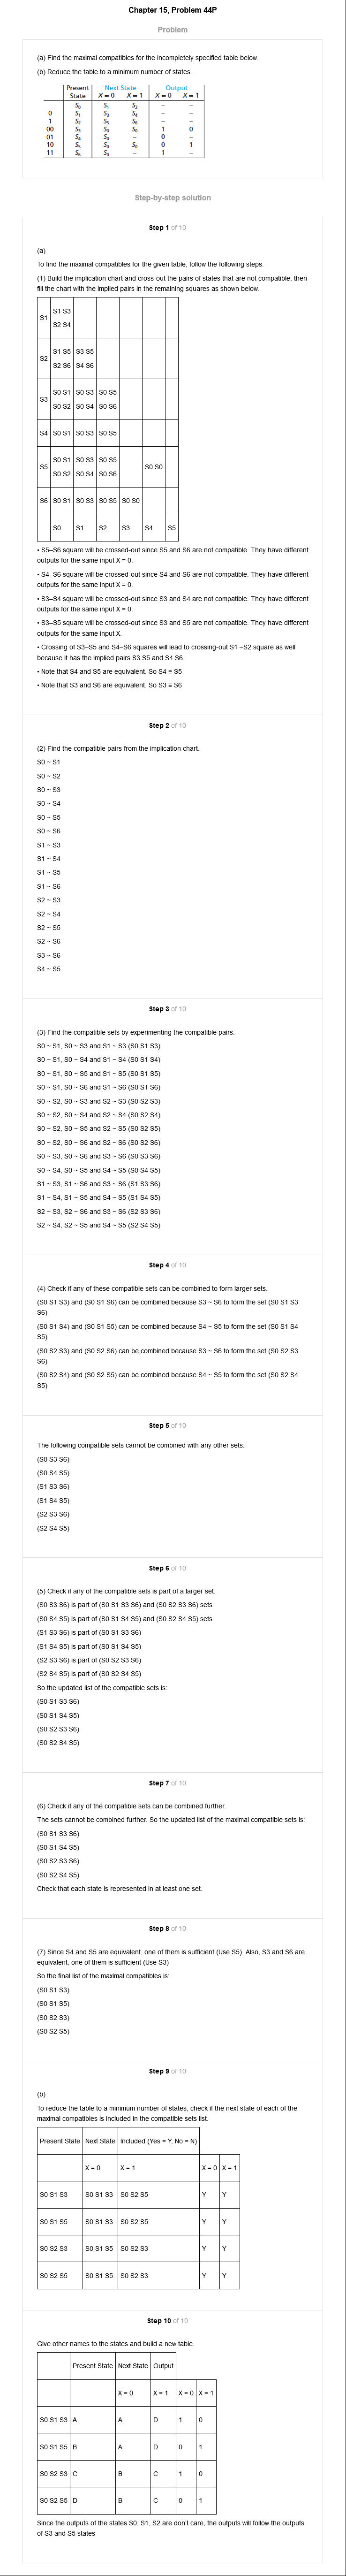 Chapter 15, Problem 44P
Problem
(a) Find the maximal compatibles for the incompletely specified table below.
(b) Reduce the table to a minimum number of states.
Present Next State Output
State X = 0 X = 1 X = 0 X = 1
S0 S1 S2 – –
0 S1 S3 S4 – –
1 S2 S5 S6 – –
00 S3 S0 S0 1 0
01 S4 S0 – 0 –
10 S5 S0 S0 0 1
11 S6 S0 – 1 –
Step-by-step solution
Step 1 of 10
(a)
To find the maximal compatibles for the given table, follow the following steps:
(1) Build the implication chart and cross-out the pairs of states that are not compatible, then
fill the chart with the implied pairs in the remaining squares as shown below.
S1 S3
S1
S2 S4
S1 S5 S3 S5
S2
S2 S6 S4 S6
S0 S1 S0 S3 S0 S5
S3
S0 S2 S0 S4 S0 S6
S4 S0 S1 S0 S3 S0 S5
S0 S1 S0 S3 S0 S5
S5 S0 S0
S0 S2 S0 S4 S0 S6
S6 S0 S1 S0 S3 S0 S5 S0 S0
S0 S1 S2 S3 S4 S5
• S5–S6 square will be crossed-out since S5 and S6 are not compatible. They have different
outputs for the same input X = 0.
• S4–S6 square will be crossed-out since S4 and S6 are not compatible. They have different
outputs for the same input X = 0.
• S3–S4 square will be crossed-out since S3 and S4 are not compatible. They have different
outputs for the same input X = 0.
• S3–S5 square will be crossed-out since S3 and S5 are not compatible. They have different
outputs for the same input X.
• Crossing of S3–S5 and S4–S6 squares will lead to crossing-out S1 –S2 square as well
because it has the implied pairs S3 S5 and S4 S6.
• Note that S4 and S5 are equivalent. So S4 ≡ S5
• Note that S3 and S6 are equivalent. So S3 ≡ S6
Step 2 of 10
(2) Find the compatible pairs from the implication chart.
S0 ~ S1
S0 ~ S2
S0 ~ S3
S0 ~ S4
S0 ~ S5
S0 ~ S6
S1 ~ S3
S1 ~ S4
S1 ~ S5
S1 ~ S6
S2 ~ S3
S2 ~ S4
S2 ~ S5
S2 ~ S6
S3 ~ S6
S4 ~ S5
Step 3 of 10
(3) Find the compatible sets by experimenting the compatible pairs.
S0 ~ S1, S0 ~ S3 and S1 ~ S3 (S0 S1 S3)
S0 ~ S1, S0 ~ S4 and S1 ~ S4 (S0 S1 S4)
S0 ~ S1, S0 ~ S5 and S1 ~ S5 (S0 S1 S5)
S0 ~ S1, S0 ~ S6 and S1 ~ S6 (S0 S1 S6)
S0 ~ S2, S0 ~ S3 and S2 ~ S3 (S0 S2 S3)
S0 ~ S2, S0 ~ S4 and S2 ~ S4 (S0 S2 S4)
S0 ~ S2, S0 ~ S5 and S2 ~ S5 (S0 S2 S5)
S0 ~ S2, S0 ~ S6 and S2 ~ S6 (S0 S2 S6)
S0 ~ S3, S0 ~ S6 and S3 ~ S6 (S0 S3 S6)
S0 ~ S4, S0 ~ S5 and S4 ~ S5 (S0 S4 S5)
S1 ~ S3, S1 ~ S6 and S3 ~ S6 (S1 S3 S6)
S1 ~ S4, S1 ~ S5 and S4 ~ S5 (S1 S4 S5)
S2 ~ S3, S2 ~ S6 and S3 ~ S6 (S2 S3 S6)
S2 ~ S4, S2 ~ S5 and S4 ~ S5 (S2 S4 S5)
Step 4 of 10
(4) Check if any of these compatible sets can be combined to form larger sets.
(S0 S1 S3) and (S0 S1 S6) can be combined because S3 ~ S6 to form the set (S0 S1 S3
S6)
(S0 S1 S4) and (S0 S1 S5) can be combined because S4 ~ S5 to form the set (S0 S1 S4
S5)
(S0 S2 S3) and (S0 S2 S6) can be combined because S3 ~ S6 to form the set (S0 S2 S3
S6)
(S0 S2 S4) and (S0 S2 S5) can be combined because S4 ~ S5 to form the set (S0 S2 S4
S5)
Step 5 of 10
The following compatible sets cannot be combined with any other sets:
(S0 S3 S6)
(S0 S4 S5)
(S1 S3 S6)
(S1 S4 S5)
(S2 S3 S6)
(S2 S4 S5)
Step 6 of 10
(5) Check if any of the compatible sets is part of a larger set.
(S0 S3 S6) is part of (S0 S1 S3 S6) and (S0 S2 S3 S6) sets
(S0 S4 S5) is part of (S0 S1 S4 S5) and (S0 S2 S4 S5) sets
(S1 S3 S6) is part of (S0 S1 S3 S6)
(S1 S4 S5) is part of (S0 S1 S4 S5)
(S2 S3 S6) is part of (S0 S2 S3 S6)
(S2 S4 S5) is part of (S0 S2 S4 S5)
So the updated list of the compatible sets is:
(S0 S1 S3 S6)
(S0 S1 S4 S5)
(S0 S2 S3 S6)
(S0 S2 S4 S5)
Step 7 of 10
(6) Check if any of the compatible sets can be combined further.
The sets cannot be combined further. So the updated list of the maximal compatible sets is:
(S0 S1 S3 S6)
(S0 S1 S4 S5)
(S0 S2 S3 S6)
(S0 S2 S4 S5)
Check that each state is represented in at least one set.
Step 8 of 10
(7) Since S4 and S5 are equivalent, one of them is sufficient (Use S5). Also, S3 and S6 are
equivalent, one of them is sufficient (Use S3)
So the final list of the maximal compatibles is:
(S0 S1 S3)
(S0 S1 S5)
(S0 S2 S3)
(S0 S2 S5)
Step 9 of 10
(b)
To reduce the table to a minimum number of states, check if the next state of each of the
maximal compatibles is included in the compatible sets list.
Present State Next State Included (Yes = Y, No = N)
X = 0 X = 1 X = 0 X = 1
S0 S1 S3 S0 S1 S3 S0 S2 S5 Y Y
S0 S1 S5 S0 S1 S3 S0 S2 S5 Y Y
S0 S2 S3 S0 S1 S5 S0 S2 S3 Y Y
S0 S2 S5 S0 S1 S5 S0 S2 S3 Y Y
Step 10 of 10
Give other names to the states and build a new table.
Present State Next State Output
X = 0 X = 1 X = 0 X = 1
S0 S1 S3 A A D 1 0
S0 S1 S5 B A D 0 1
S0 S2 S3 C B C 1 0
S0 S2 S5 D B C 0 1
Since the outputs of the states S0, S1, S2 are don't care, the outputs will follow the outputs
of S3 and S5 states